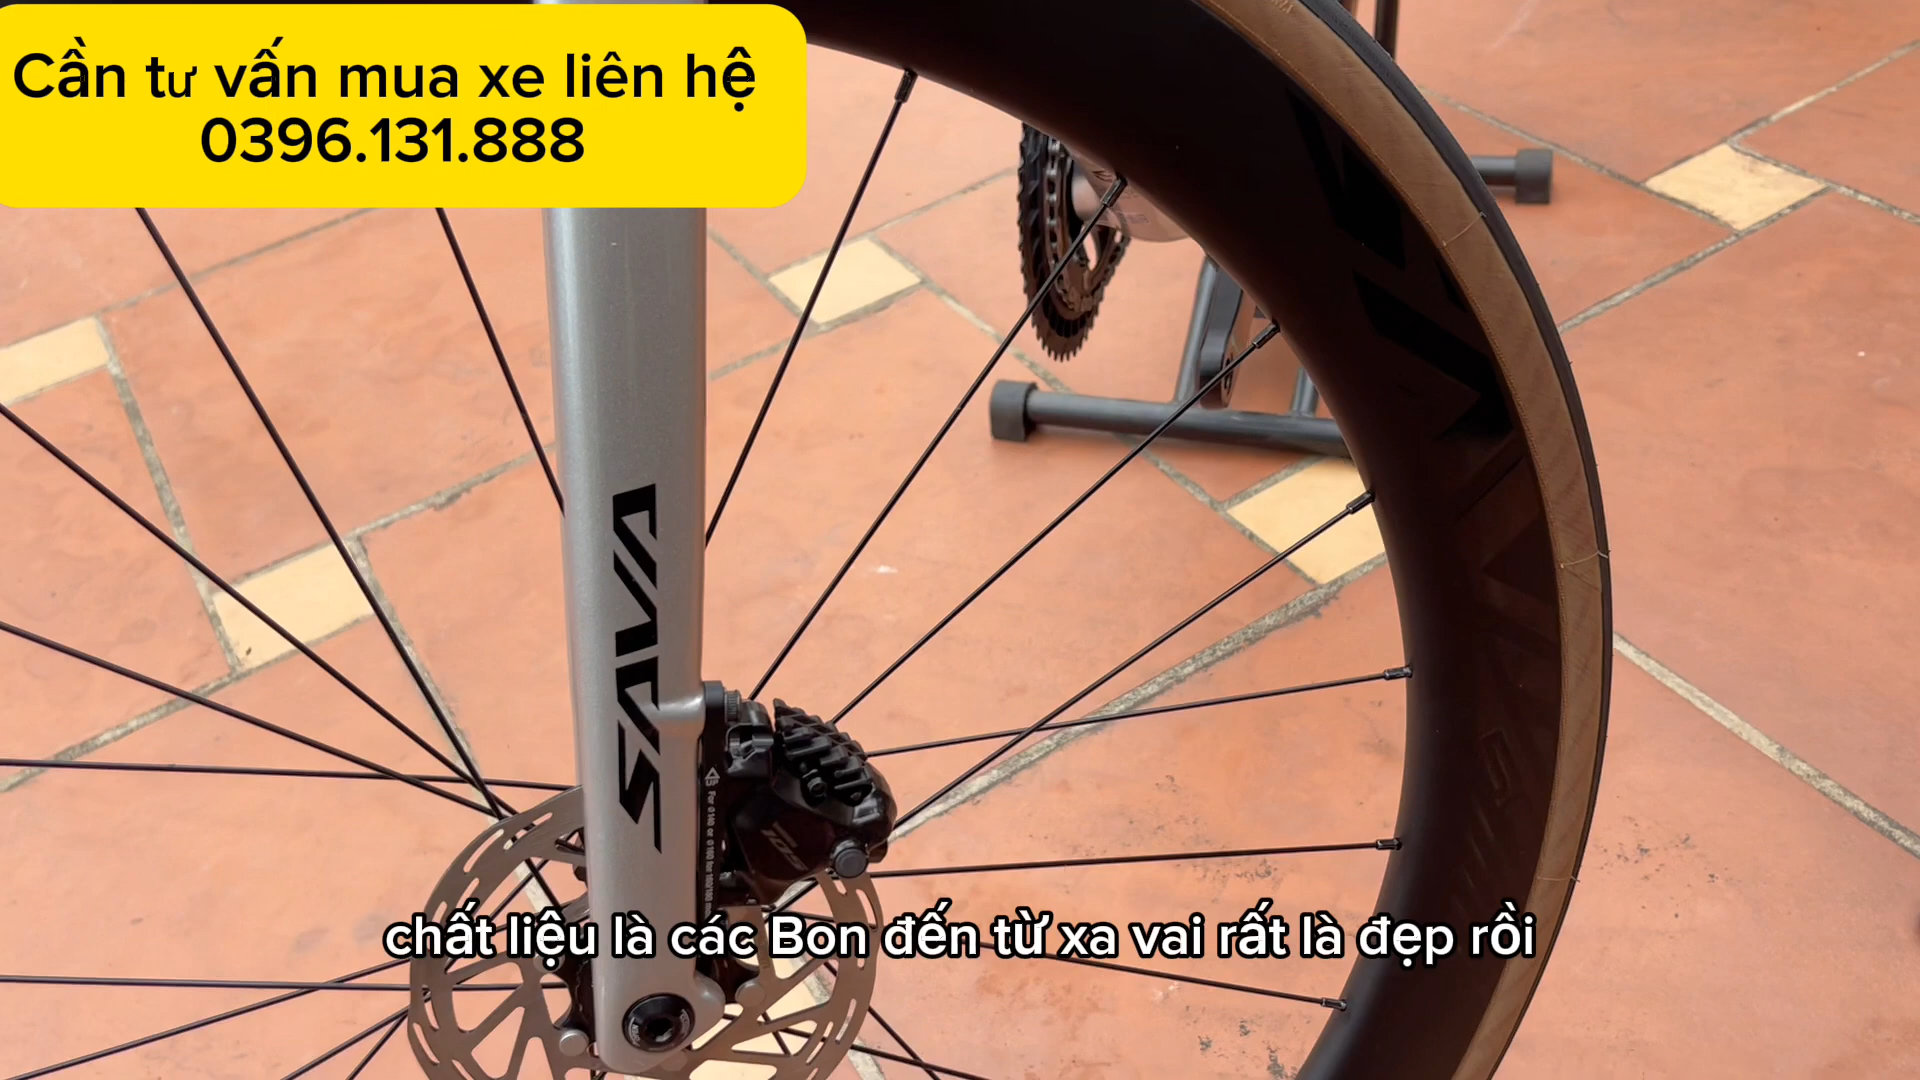 Cần tư vấn mua xe liên hệ
0396.131.888
SAVA
105
chất liệu là các Bon đến từ xa vai rất là đẹp rồi